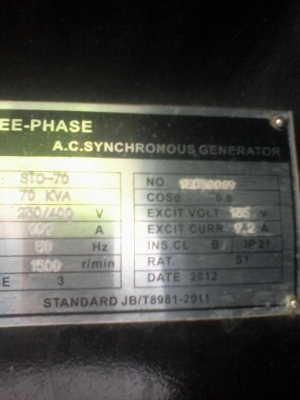 EE-PHASE
A.C.SYNCHRONOUS GENERATOR
STC-70 NO
70 KVA COSΦ 0.8
230/400 V EXCIT VOLT V
A EXCIT CURR A
Hz INS.CL B IP21
1500 r/min RAT. S1
E 3 DATE 2012
STANDARD JB/T8981-2011